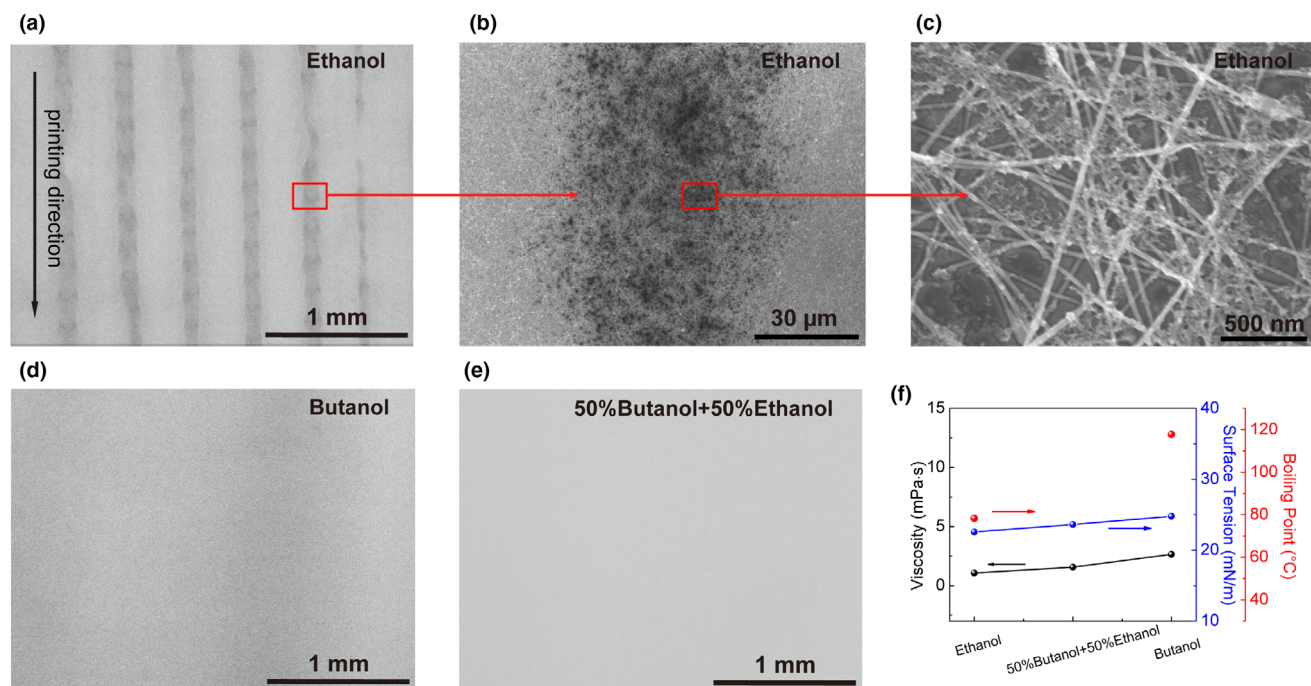 (a)
Ethanol
printing direction
1 mm
(b)
Ethanol
30 μm
(c)
Ethanol
500 nm
(d)
Butanol
1 mm
(e)
50%Butanol+50%Ethanol
1 mm
(f)
15
10
5
0
Viscosity (mPa·s)
40
30
20
10
Surface Tension (mN/m)
120
100
80
60
40
Boiling Point (°C)
Ethanol
50%Butanol+50%Ethanol
Butanol